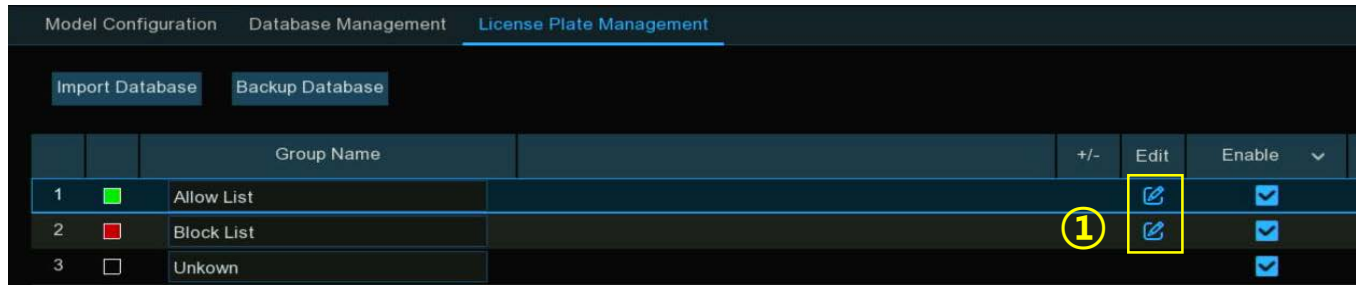 Model Configuration Database Management License Plate Management
Import Database Backup Database
Group Name +/- Edit Enable
1 Allow List
① 2 Block List
3 Unkown